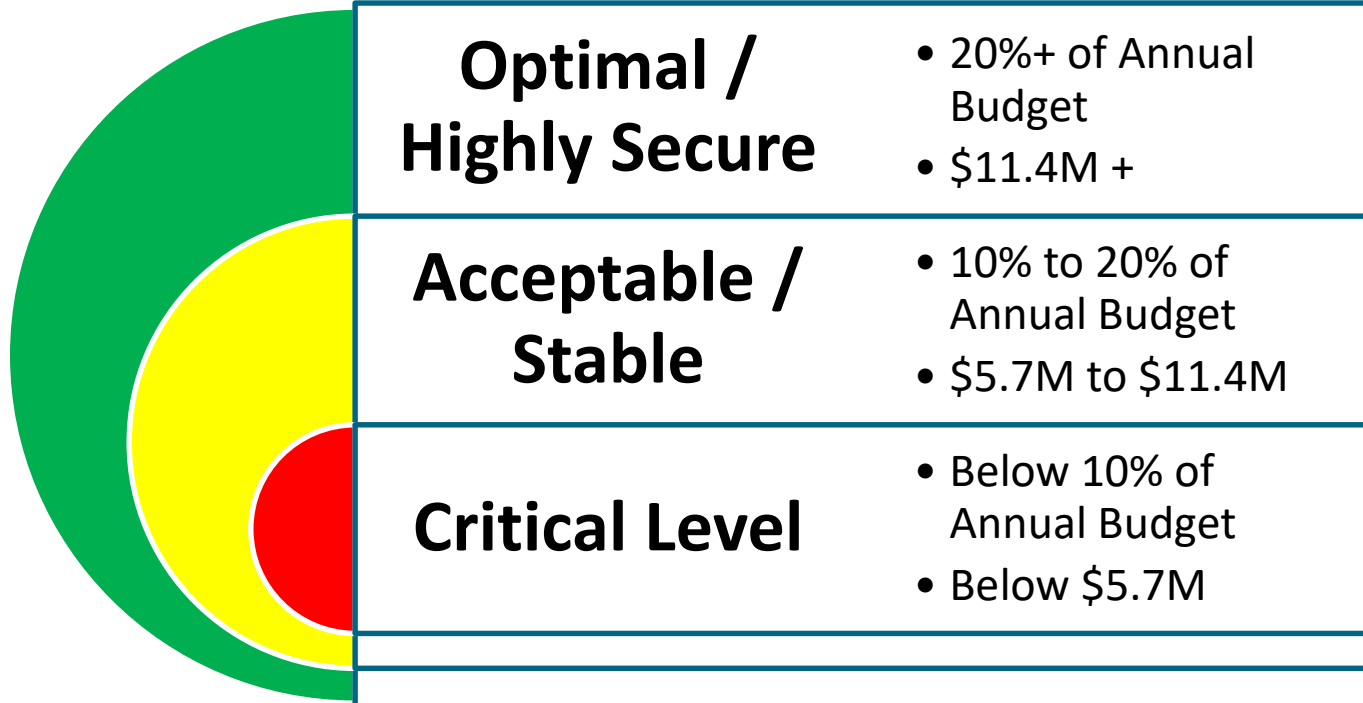 Optimal /
Highly Secure
• 20%+ of Annual
Budget
• $11.4M +
Acceptable /
Stable
• 10% to 20% of
Annual Budget
• $5.7M to $11.4M
Critical Level
• Below 10% of
Annual Budget
• Below $5.7M